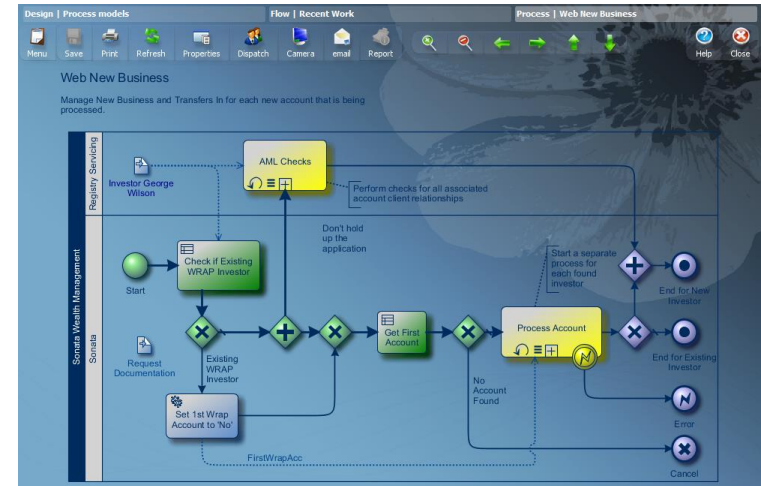 Design | Process models
Flow | Recent Work
Process | Web New Business
Menu
Save
Print
Refresh
Properties
Dispatch
Camera
email
Report
Help
Close
Web New Business
Manage New Business and Transfers In for each new account that is being
processed.
Sonata Wealth Management
Registry Servicing
Investor George
Wilson
AML Checks
Perform checks for all associated
account client relationships
Don't hold
up the
application
Sonata
Start
Check if Existing
WRAP Investor
Request
Documentation
Existing
WRAP
Investor
Set 1st Wrap
Account to 'No'
FirstWrapAcc
Get First
Account
No
Account
Found
Start a separate
process for
each found
investor
Process Account
End for New
Investor
End for Existing
Investor
Error
Cancel